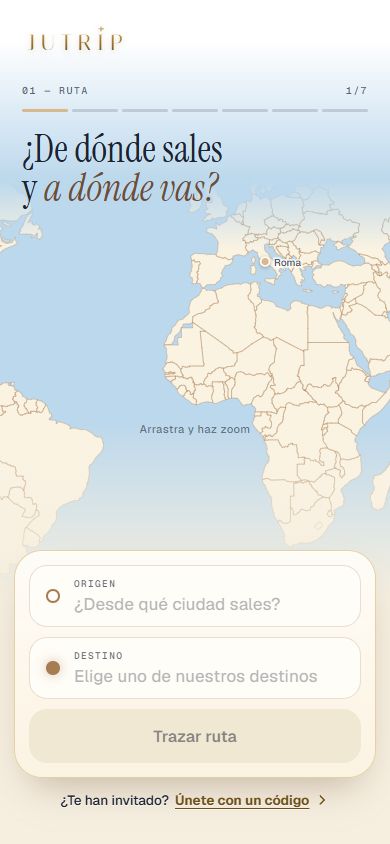 JUTRIP
01 — RUTA
1/7
¿De dónde sales
y a dónde vas?
Roma
Arrastra y haz zoom
ORIGEN
¿Desde qué ciudad sales?
DESTINO
Elige uno de nuestros destinos
Trazar ruta
¿Te han invitado? Únete con un código >